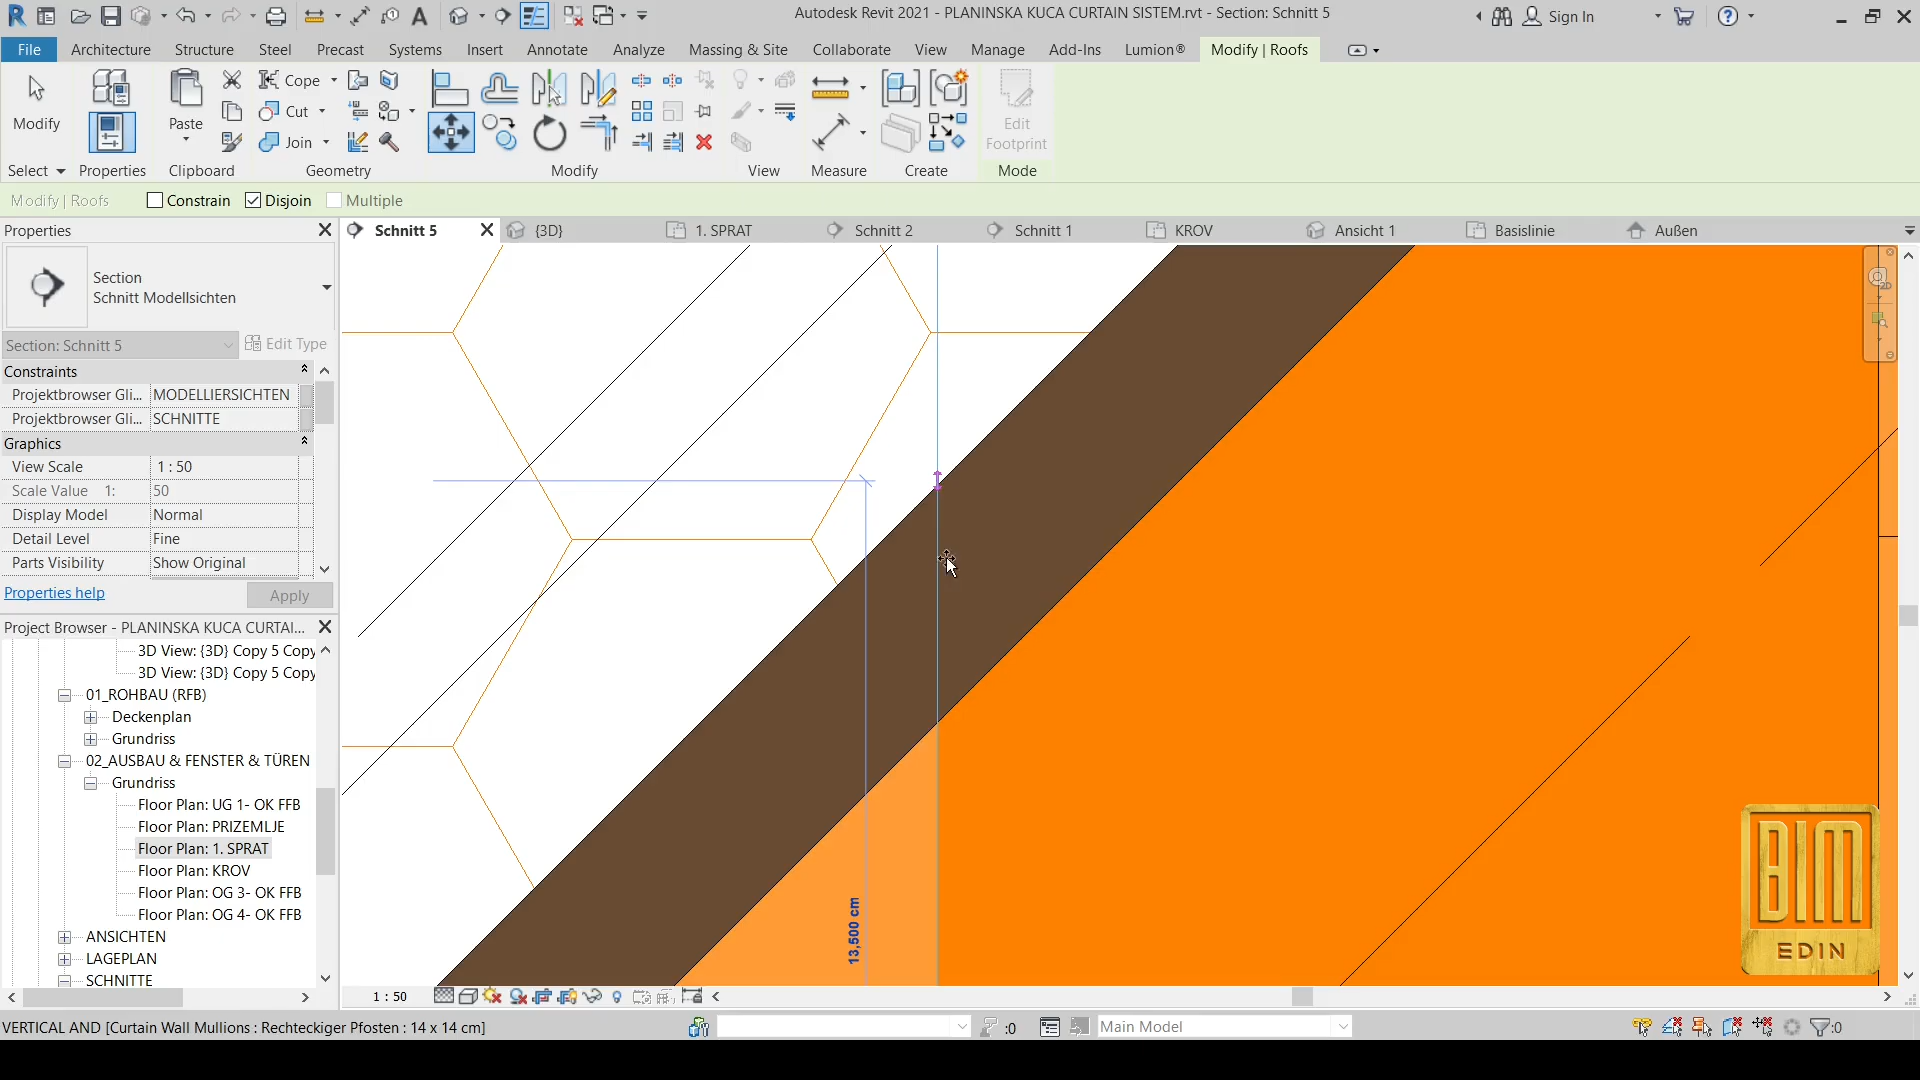 Autodesk Revit 2021 - PLANINSKA KUCA CURTAIN SISTEM.rvt - Section: Schnitt 5
Sign In
File Architecture Structure Steel Precast Systems Insert Annotate Analyze Massing & Site Collaborate View Manage Add-Ins Lumion® Modify | Roofs
Modify
Paste
Cope
Cut
Join
Edit
Footprint
Select Properties Clipboard Geometry Modify View Measure Create Mode
Modify | Roofs Constrain Disjoin Multiple
Properties
Schnitt 5 {3D} 1. SPRAT Schnitt 2 Schnitt 1 KROV Ansicht 1 Basislinie Außen
Section
Schnitt Modellsichten
Section: Schnitt 5 Edit Type
Constraints
Projektbrowser Gli... MODELLIERSICHTEN
Projektbrowser Gli... SCHNITTE
Graphics
View Scale 1 : 50
Scale Value 1: 50
Display Model Normal
Detail Level Fine
Parts Visibility Show Original
Properties help Apply
Project Browser - PLANINSKA KUCA CURTAI...
3D View: {3D} Copy 5 Copy
3D View: {3D} Copy 5 Copy
01_ROHBAU (RFB)
Deckenplan
Grundriss
02_AUSBAU & FENSTER & TÜREN
Grundriss
Floor Plan: UG 1- OK FFB
Floor Plan: PRIZEMLJE
Floor Plan: 1. SPRAT
Floor Plan: KROV
Floor Plan: OG 3- OK FFB
Floor Plan: OG 4- OK FFB
ANSICHTEN
LAGEPLAN
SCHNITTE
13,500 cm
BIM
EDIN
1 : 50
VERTICAL AND [Curtain Wall Mullions : Rechteckiger Pfosten : 14 x 14 cm]
:0
Main Model
:0